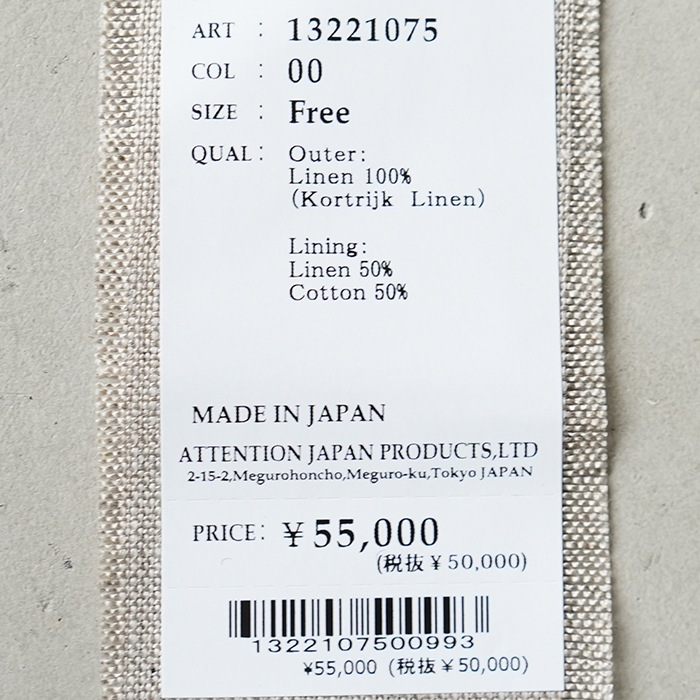 ART : 13221075
COL : 00
SIZE : Free
QUAL: Outer:
Linen 100%
(Kortrijk Linen)
Lining:
Linen 50%
Cotton 50%
MADE IN JAPAN
ATTENTION JAPAN PRODUCTS,LTD
2-15-2,Megurohoncho,Meguro-ku,Tokyo JAPAN
PRICE: ¥55,000
(税抜¥50,000)
1322107500993
¥55,000 (税抜¥50,000)